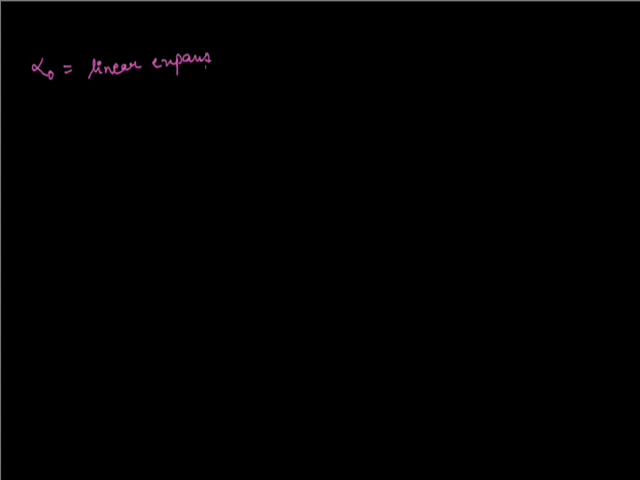 α₀ = linear expans